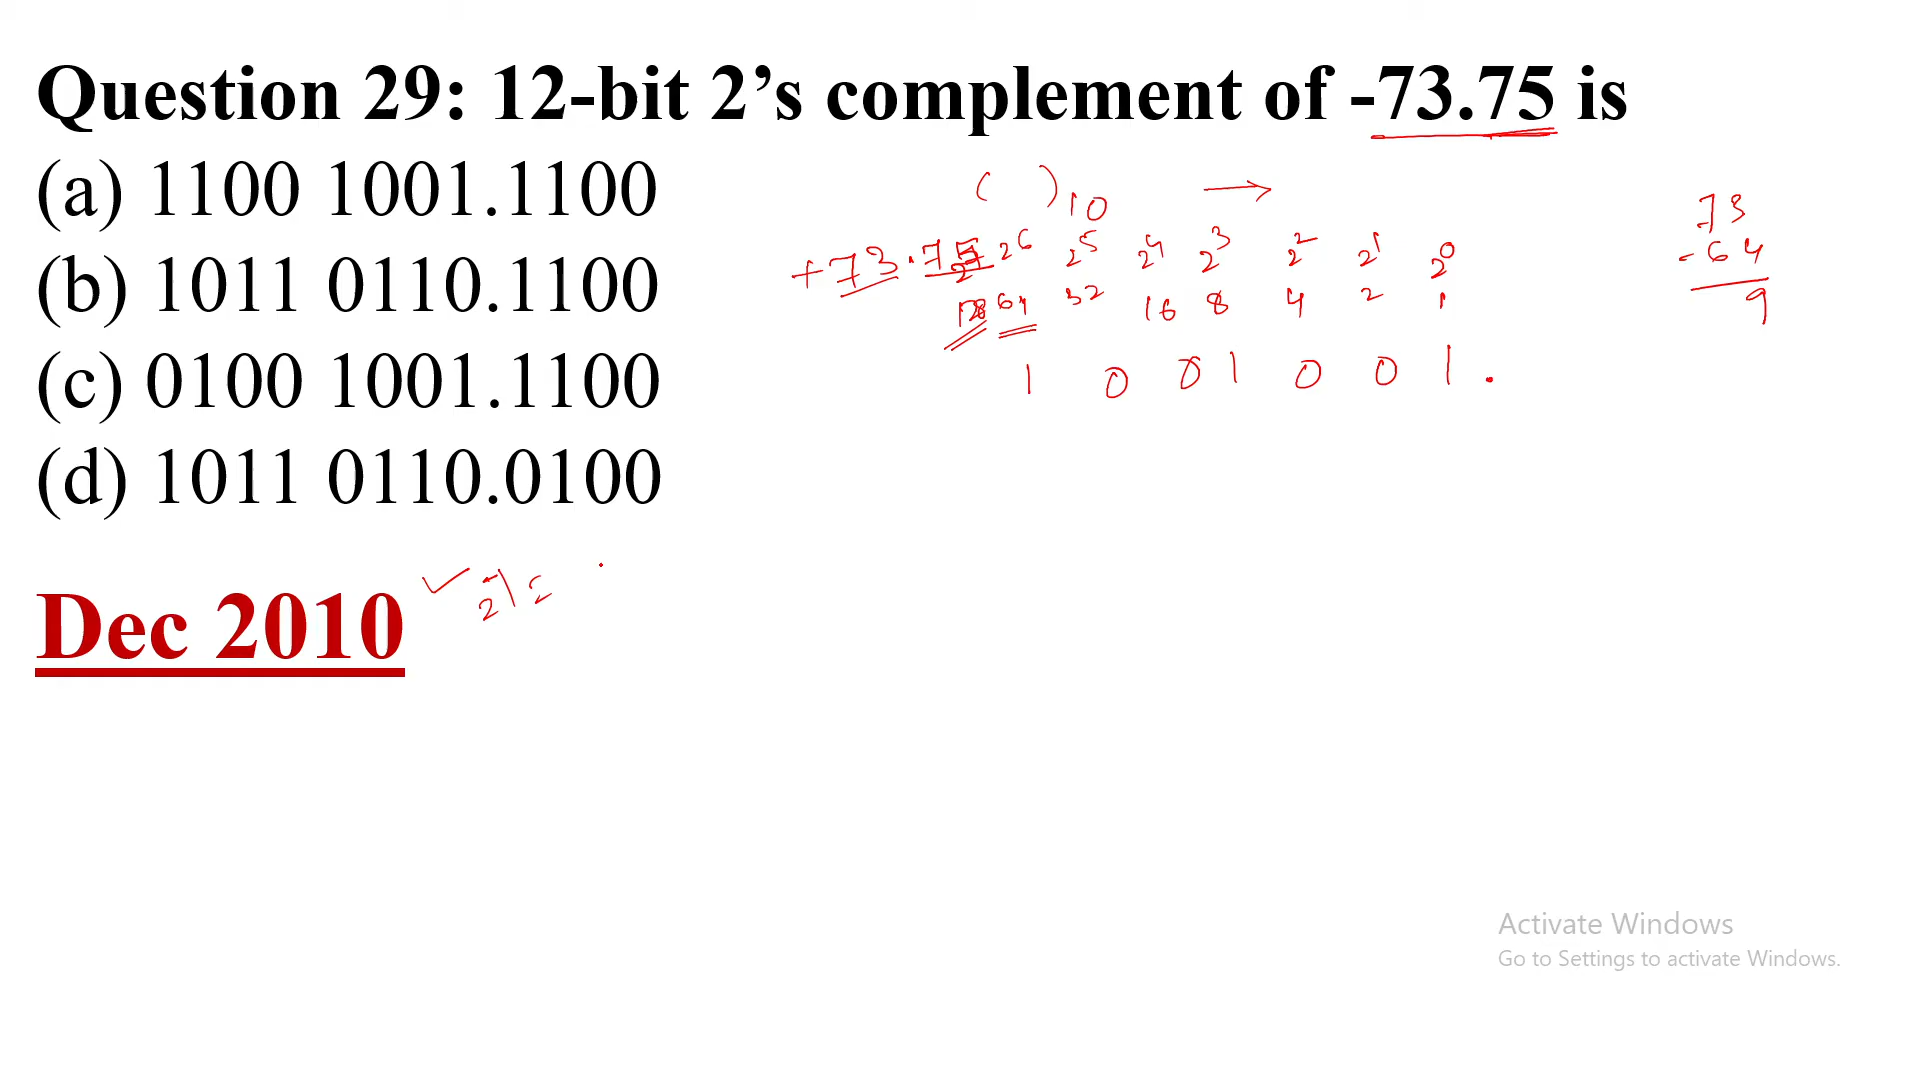 Question 29: 12-bit 2’s complement of -73.75 is
(a) 1100 1001.1100
(b) 1011 0110.1100
(c) 0100 1001.1100
(d) 1011 0110.0100
Dec 2010
( )10 →
+73.75 2^6 2^5 2^4 2^3 2^2 2^1 2^0
128 64 32 16 8 4 2 1
1 0 0 1 0 0 1 .
73
- 64
9
Activate Windows
Go to Settings to activate Windows.